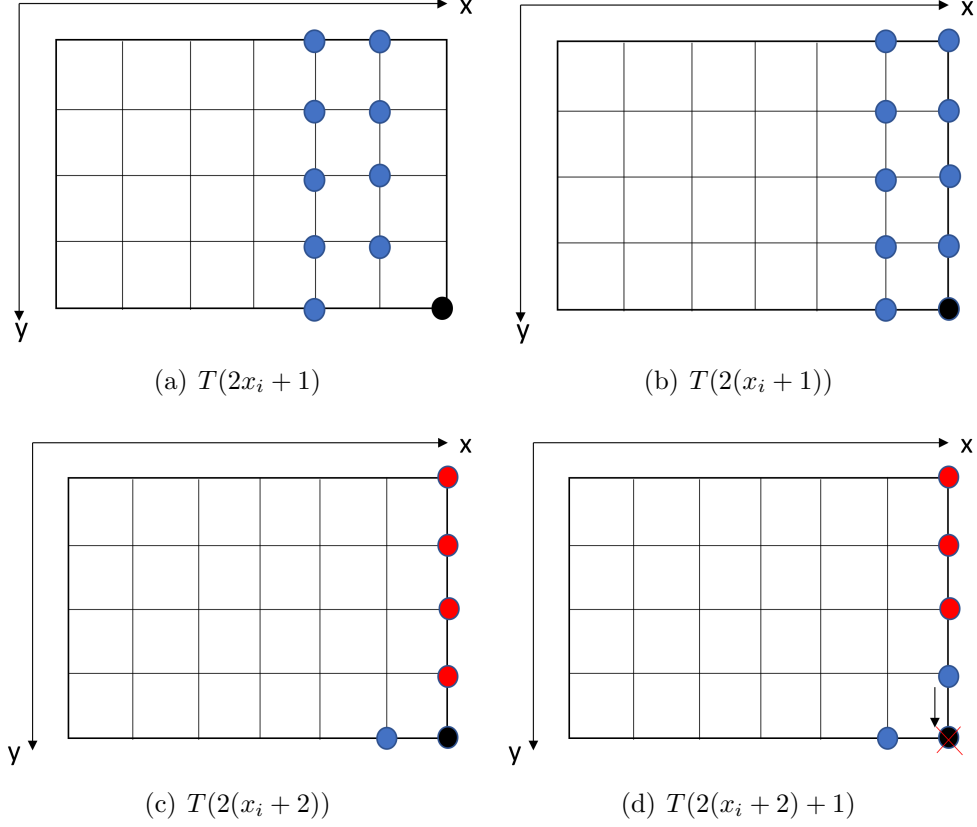 x
x
y
y
(a) T(2x_i + 1)
(b) T(2(x_i + 1))
x
x
y
y
(c) T(2(x_i + 2))
(d) T(2(x_i + 2) + 1)